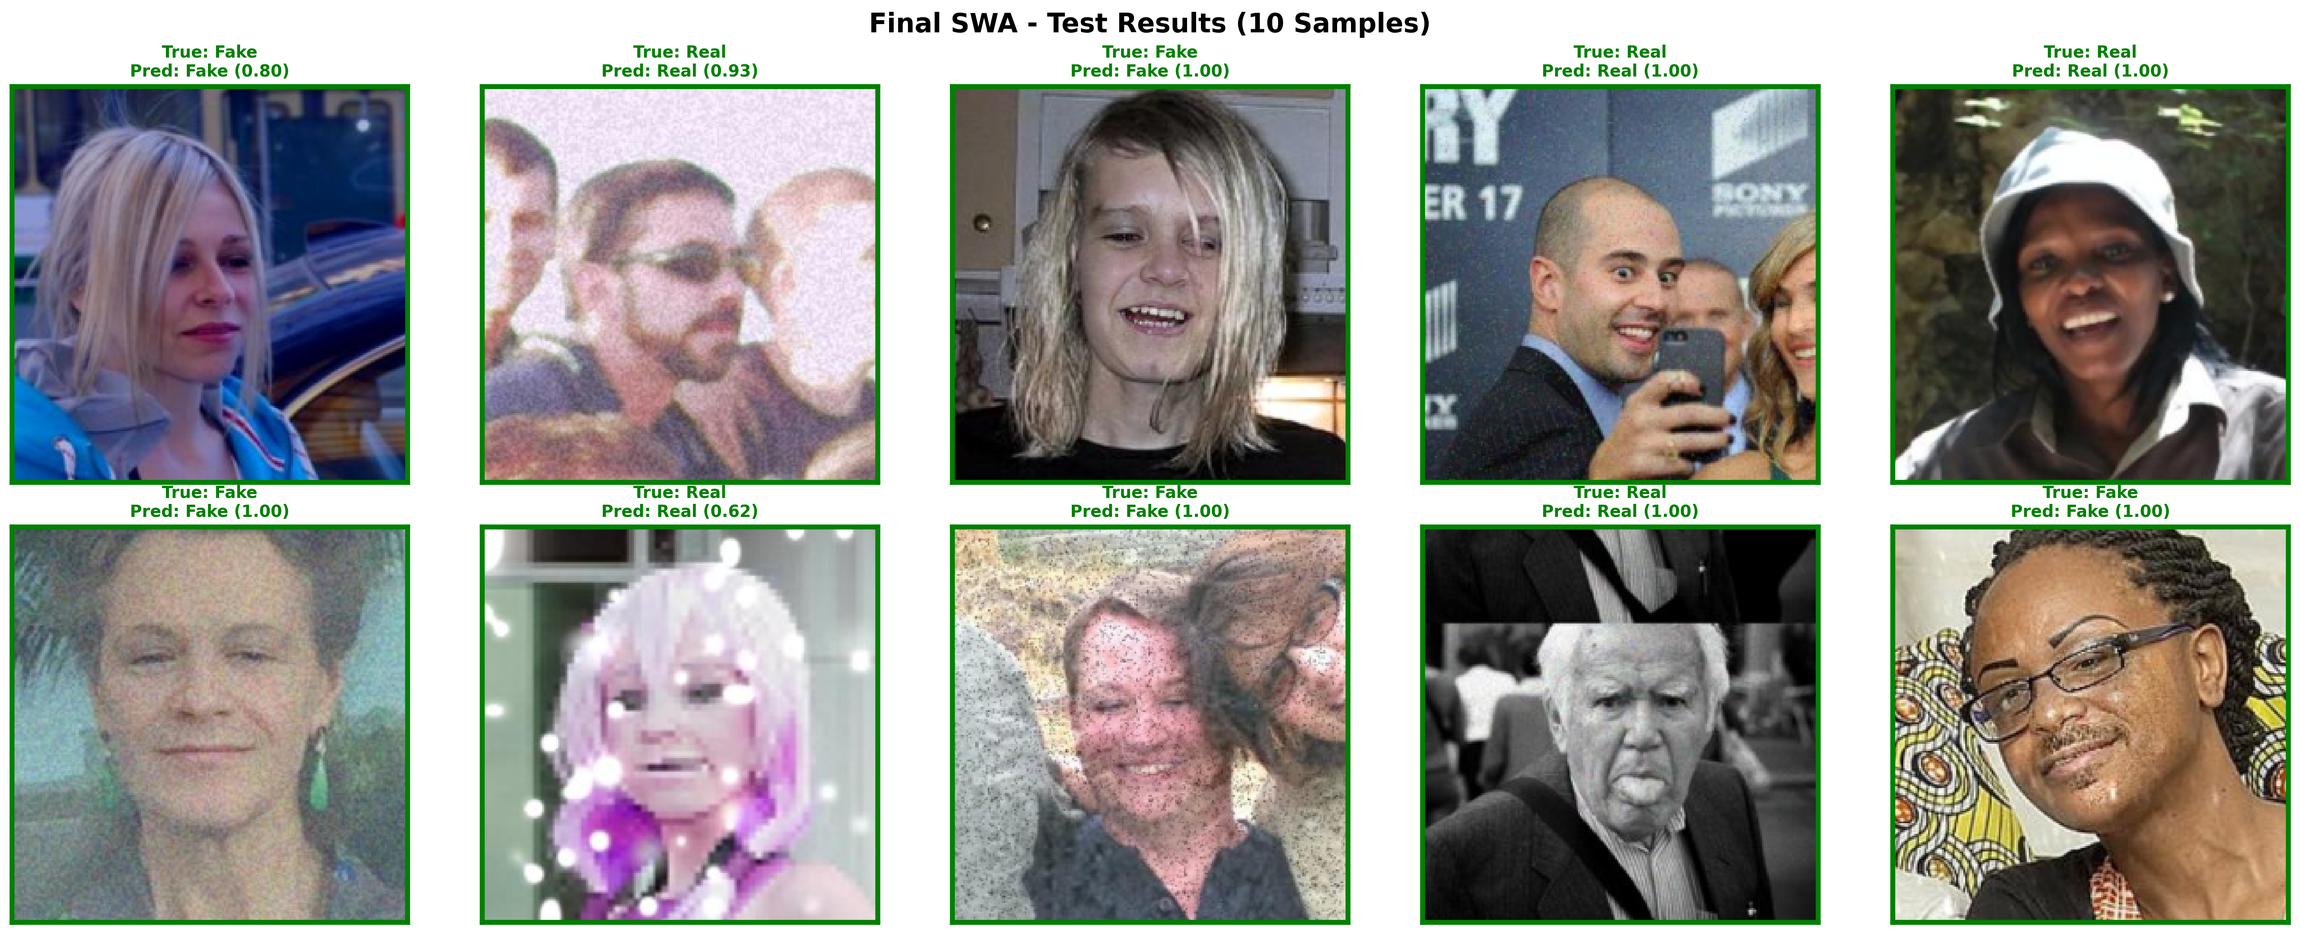 Final SWA - Test Results (10 Samples)
True: Fake
Pred: Fake (0.80)
True: Real
Pred: Real (0.93)
True: Fake
Pred: Fake (1.00)
True: Real
Pred: Real (1.00)
True: Real
Pred: Real (1.00)
RY
ER 17
SONY
PICTURES
True: Fake
Pred: Fake (1.00)
True: Real
Pred: Real (0.62)
True: Fake
Pred: Fake (1.00)
True: Real
Pred: Real (1.00)
True: Fake
Pred: Fake (1.00)